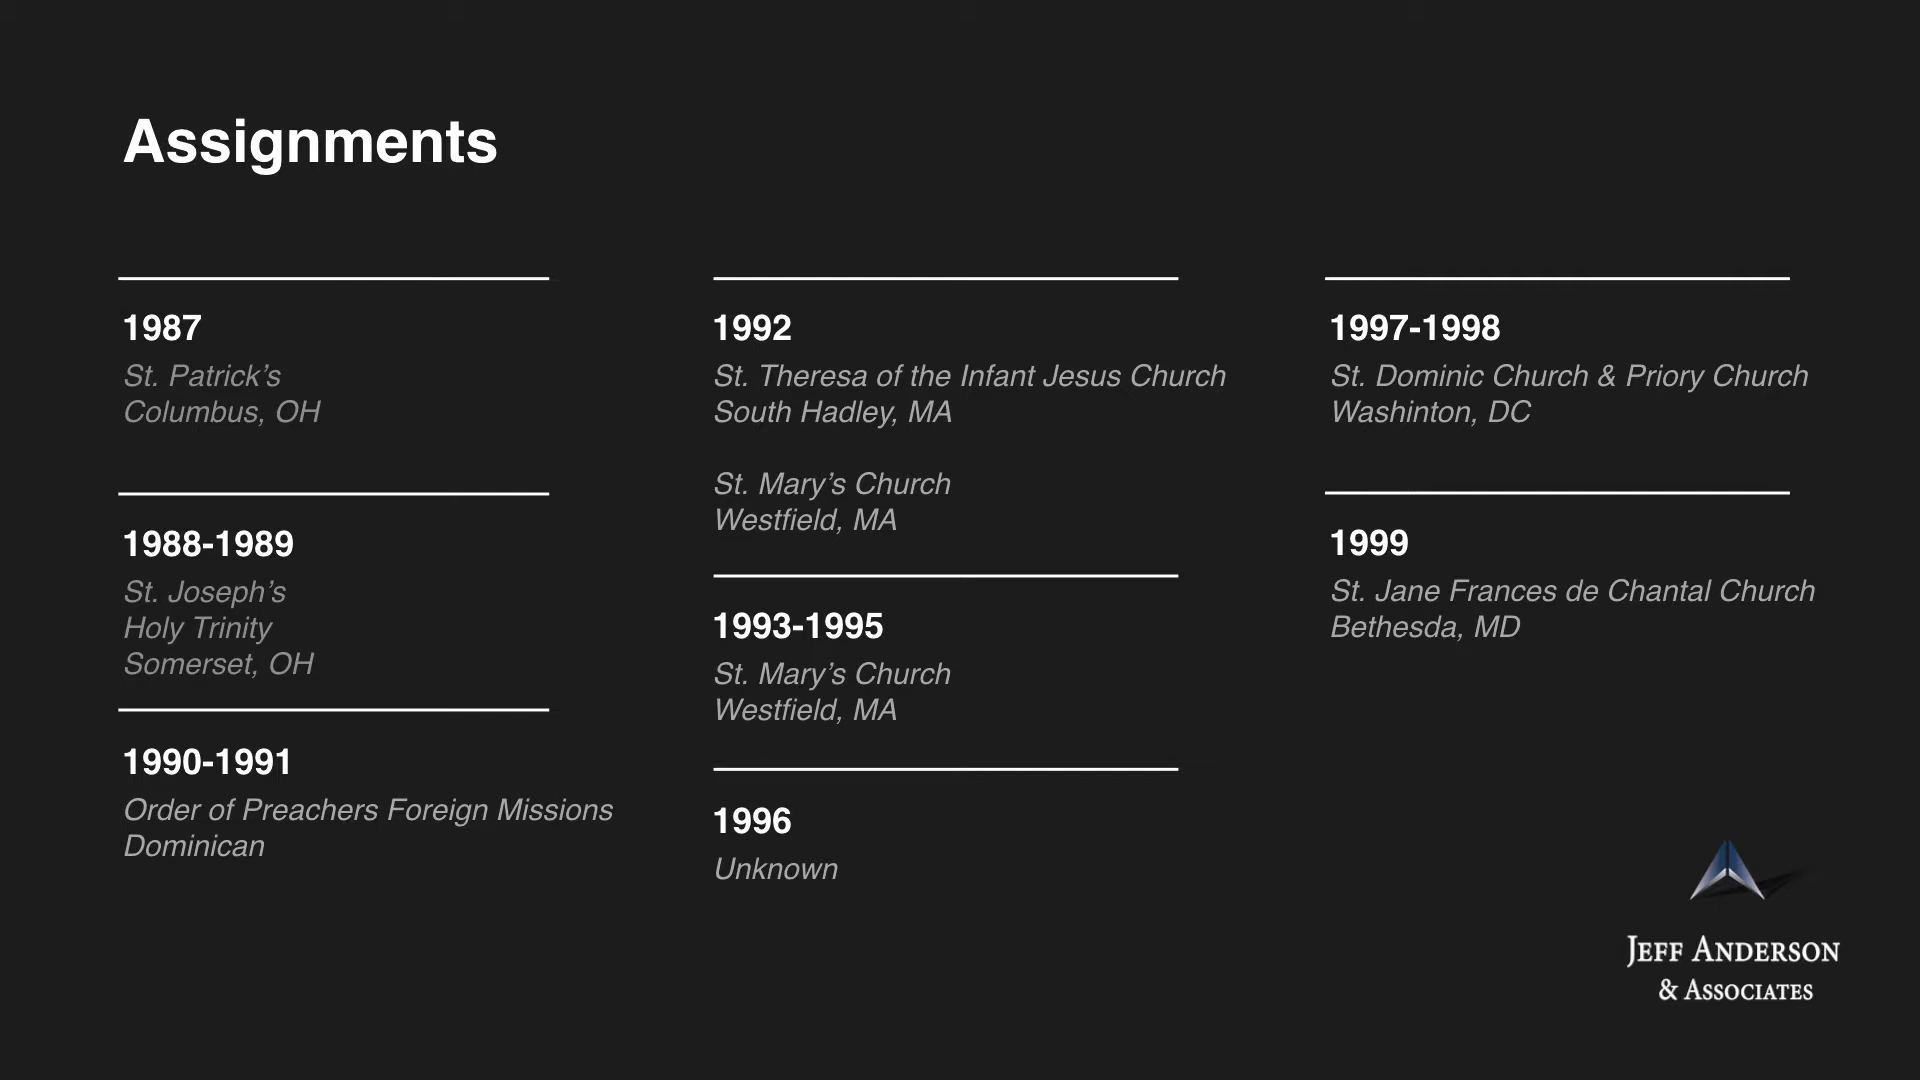 Assignments
1987
St. Patrick’s
Columbus, OH
1988-1989
St. Joseph’s
Holy Trinity
Somerset, OH
1990-1991
Order of Preachers Foreign Missions
Dominican
1992
St. Theresa of the Infant Jesus Church
South Hadley, MA
St. Mary’s Church
Westfield, MA
1993-1995
St. Mary’s Church
Westfield, MA
1996
Unknown
1997-1998
St. Dominic Church & Priory Church
Washinton, DC
1999
St. Jane Frances de Chantal Church
Bethesda, MD
JEFF ANDERSON
& ASSOCIATES